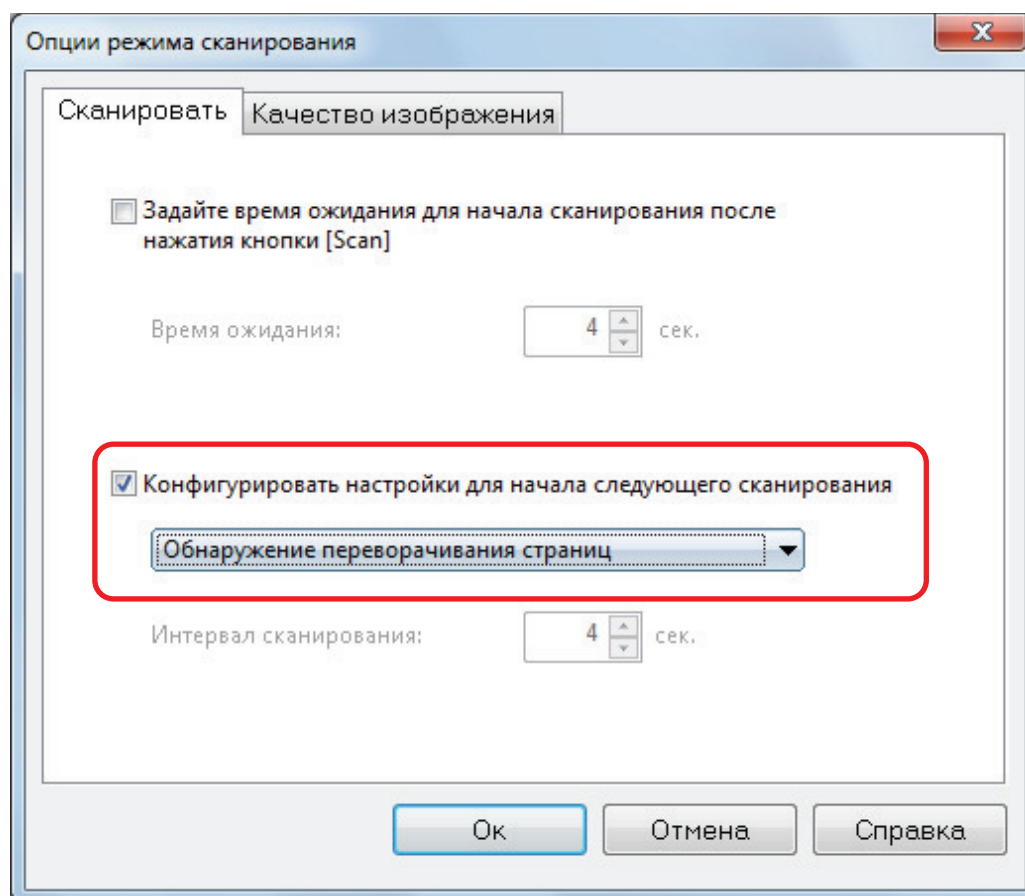 Опции режима сканирования
Сканировать
Качество изображения
Задайте время ожидания для начала сканирования после
нажатия кнопки [Scan]
Время ожидания: 4 сек.
Конфигурировать настройки для начала следующего сканирования
Обнаружение переворачивания страниц
Интервал сканирования: 4 сек.
Ок Отмена Справка